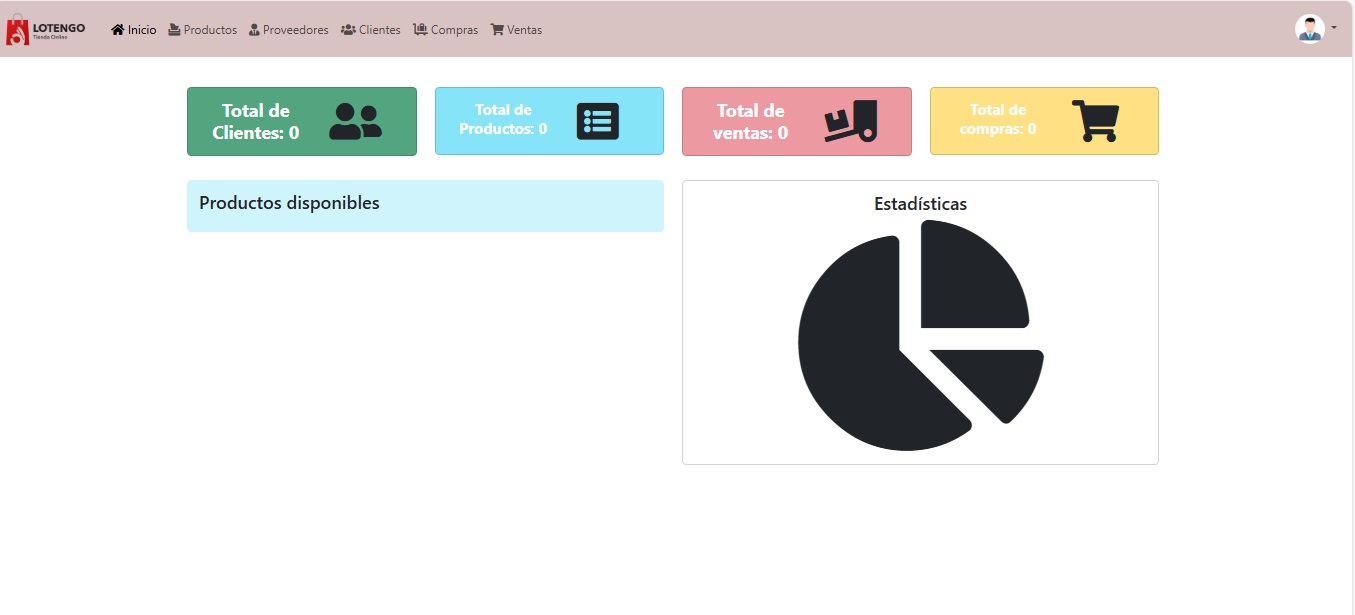 LOTENGO
Tienda Online
Inicio Productos Proveedores Clientes Compras Ventas
Total de
Clientes: 0
Total de
Productos: 0
Total de
ventas: 0
Total de
compras: 0
Productos disponibles
Estadísticas